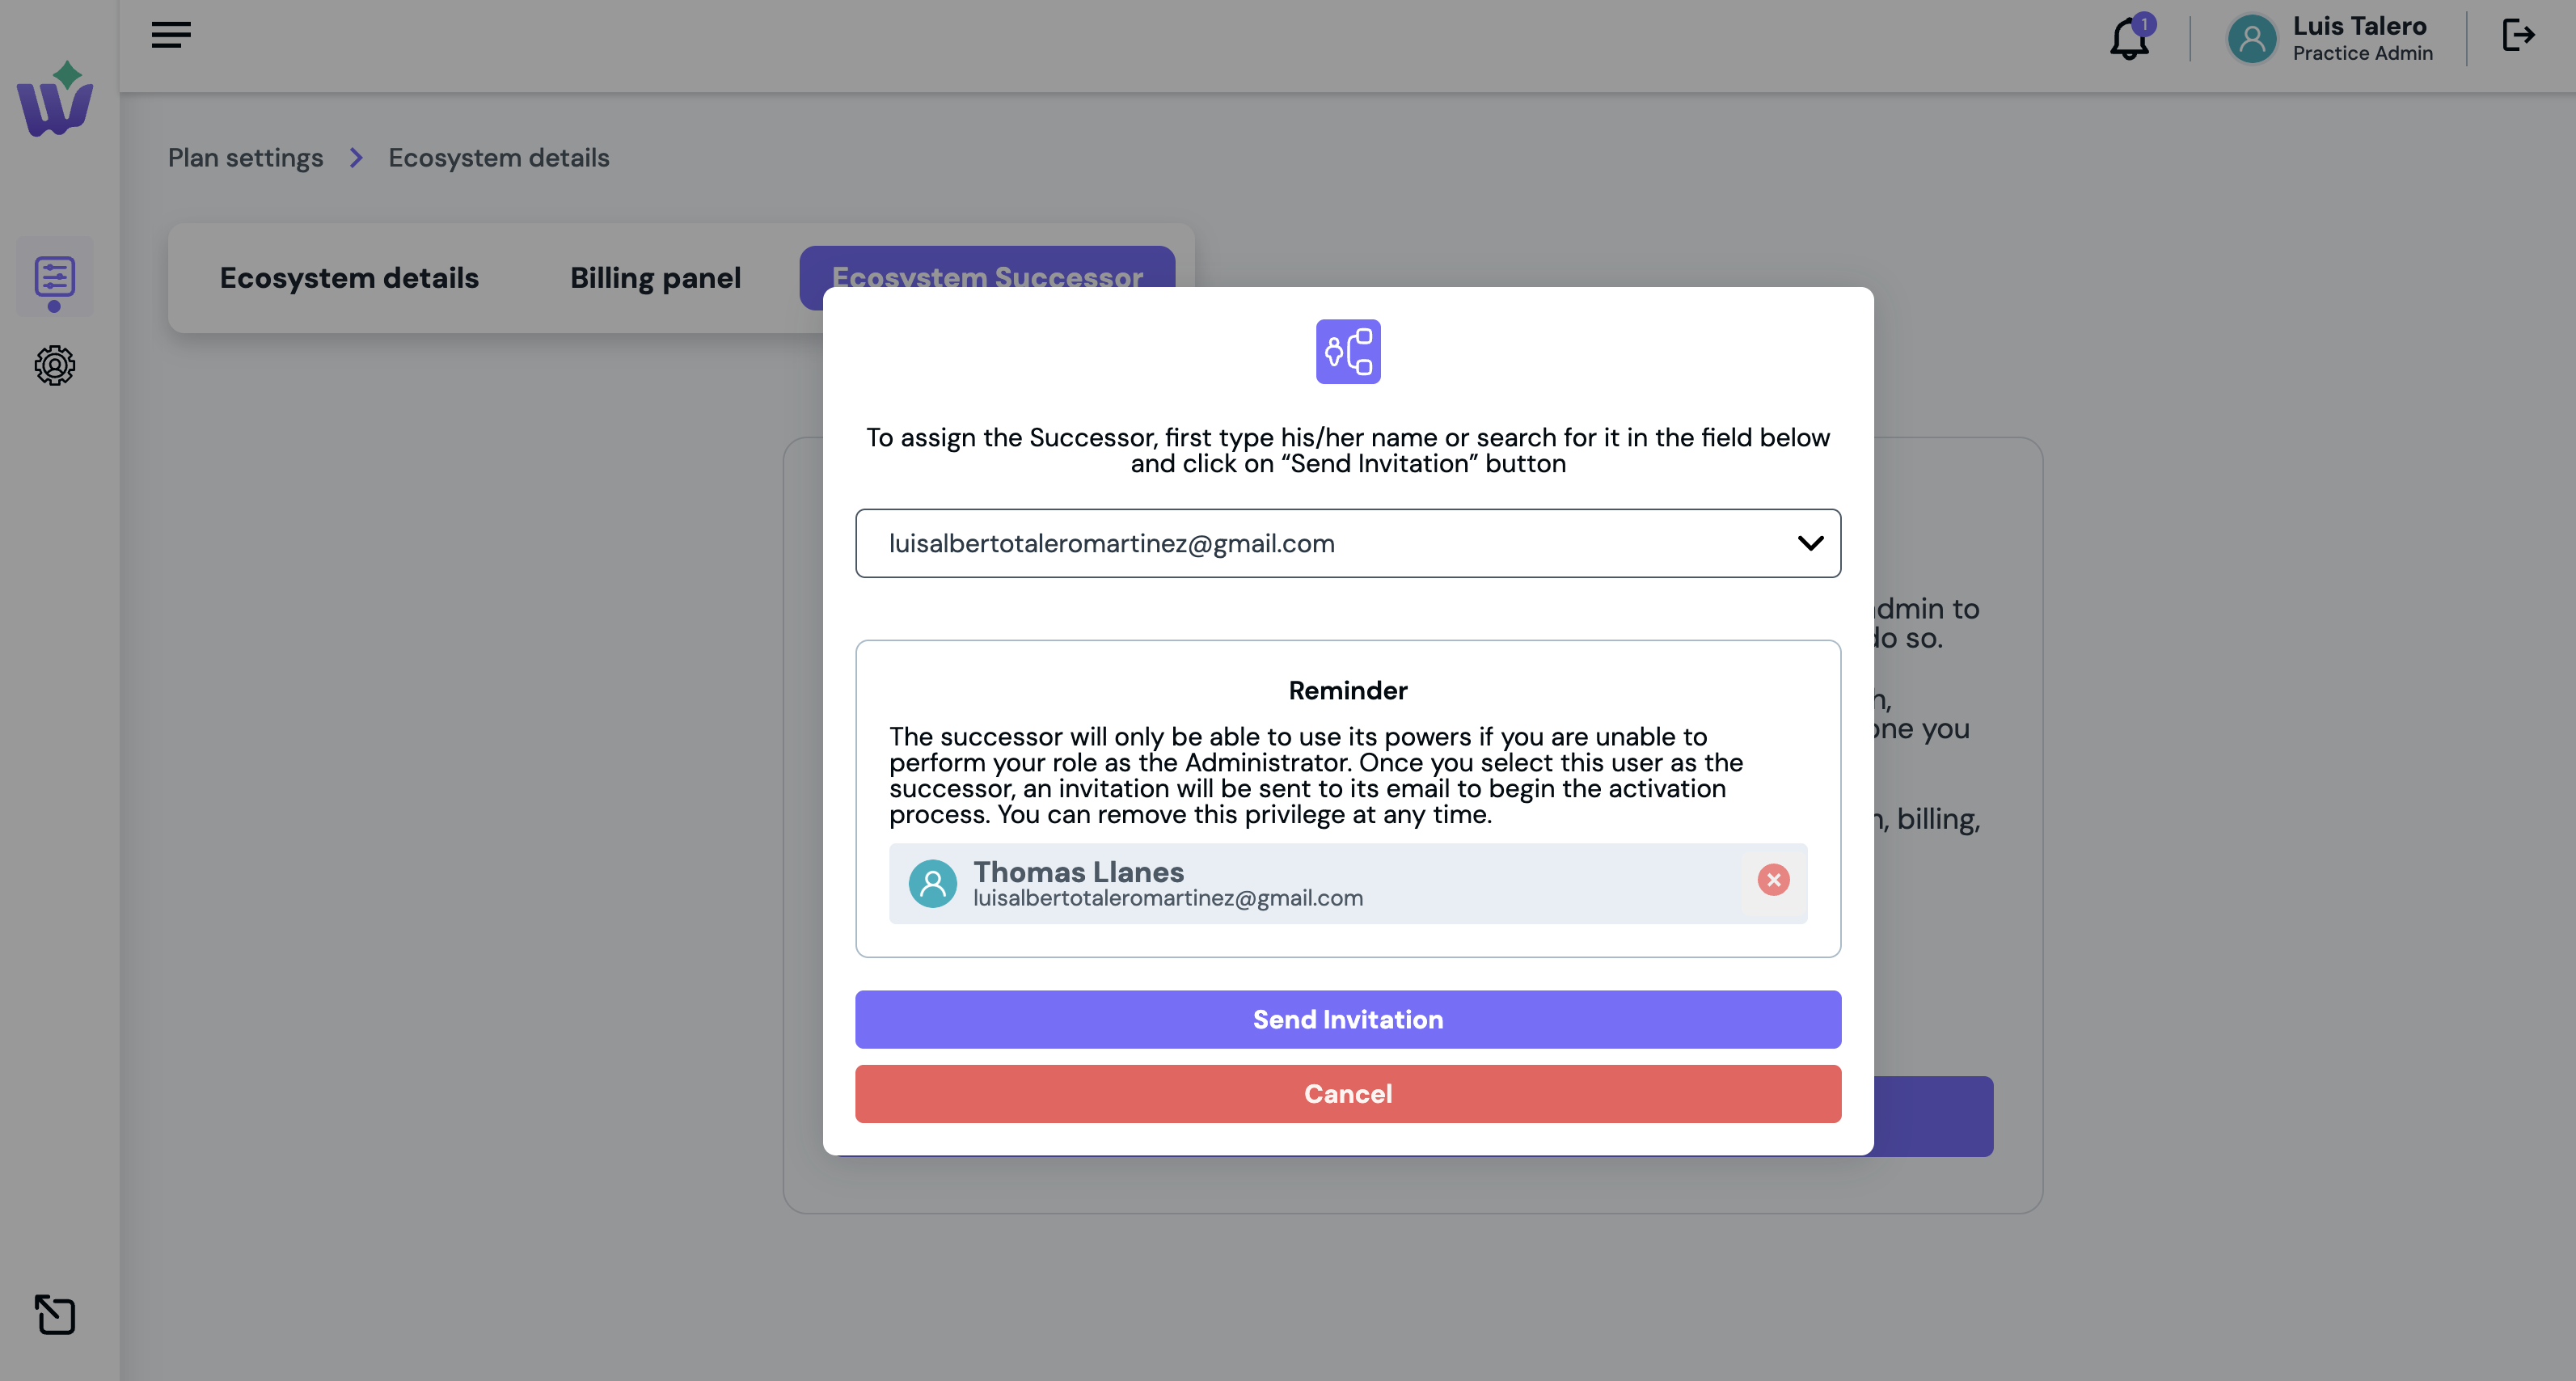 1
Luis Talero
Practice Admin
Plan settings
Ecosystem details
Ecosystem details
Billing panel
Ecosystem Successor
To assign the Successor, first type his/her name or search for it in the field below
and click on “Send Invitation” button
luisalbertotaleromartinez@gmail.com
to
so.
you
billing,
Reminder
The successor will only be able to use its powers if you are unable to
perform your role as the Administrator. Once you select this user as the
successor, an invitation will be sent to its email to begin the activation
process. You can remove this privilege at any time.
Thomas Llanes
luisalbertotaleromartinez@gmail.com
Send Invitation
Cancel